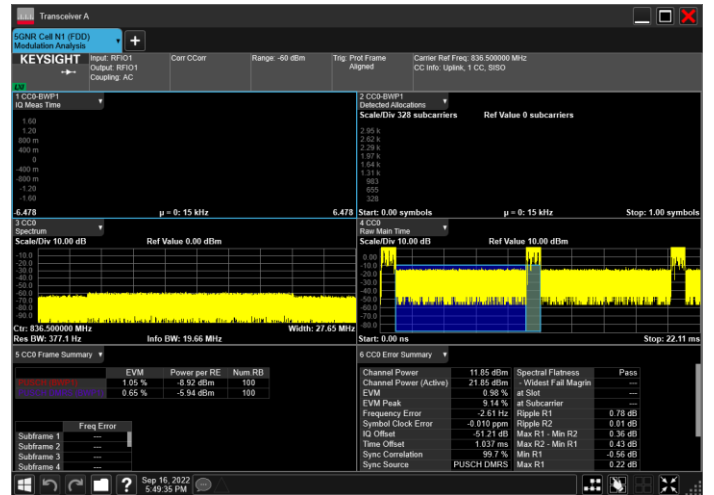 Transceiver A
5GNR Cell N1 (FDD)
Modulation Analysis
KEYSIGHT
Input: RFIO1
Output: RFIO1
Coupling: AC
Corr CCorr
Range: -60 dBm
Trig: Prot Frame
Aligned
Carrier Ref Freq: 836.500000 MHz
CC Info: Uplink, 1 CC, SISO
1 CC0-BWP1
IQ Meas Time
1.60
1.20
800 m
400 m
0
-400 m
-800 m
-1.20
-1.60
-6.478 µ = 0: 15 kHz 6.478
2 CC0-BWP1
Detected Allocations
Scale/Div 328 subcarriers Ref Value 0 subcarriers
2.95 k
2.62 k
2.29 k
1.97 k
1.64 k
1.31 k
983
655
328
Start: 0.00 symbols µ = 0: 15 kHz Stop: 1.00 symbols
3 CC0
Spectrum
Scale/Div 10.00 dB Ref Value 0.00 dBm
-10.0
-20.0
-30.0
-40.0
-50.0
-60.0
-70.0
-80.0
-90.0
Ctr: 836.500000 MHz Width: 27.65 MHz
Res BW: 377.1 Hz Info BW: 19.66 MHz
4 CC0
Raw Main Time
Scale/Div 10.00 dB Ref Value 10.00 dBm
0.00
-10.0
-20.0
-30.0
-40.0
-50.0
-60.0
-70.0
-80.0
Start: 0.00 ns Stop: 22.11 ms
5 CC0 Frame Summary
EVM Power per RE Num RB
1.05 % -8.92 dBm 100
0.65 % -5.94 dBm 100
Freq Error
Subframe 1 ---
Subframe 2 ---
Subframe 3 ---
Subframe 4 ---
6 CC0 Error Summary
Channel Power 11.85 dBm Spectral Flatness Pass
Channel Power (Active) 21.85 dBm - Widest Fail Magrin ---
EVM 0.98 % at Slot ---
EVM Peak 9.14 % at Subcarrier ---
Frequency Error -2.61 Hz Ripple R1 0.78 dB
Symbol Clock Error -0.010 ppm Ripple R2 0.01 dB
IQ Offset -51.21 dB Max R1 - Min R2 0.36 dB
Time Offset 1.037 ms Max R2 - Min R1 0.43 dB
Sync Correlation 99.7 % Min R1 -0.56 dB
Sync Source PUSCH DMRS Max R1 0.22 dB
Sep 16, 2022
5:49:35 PM